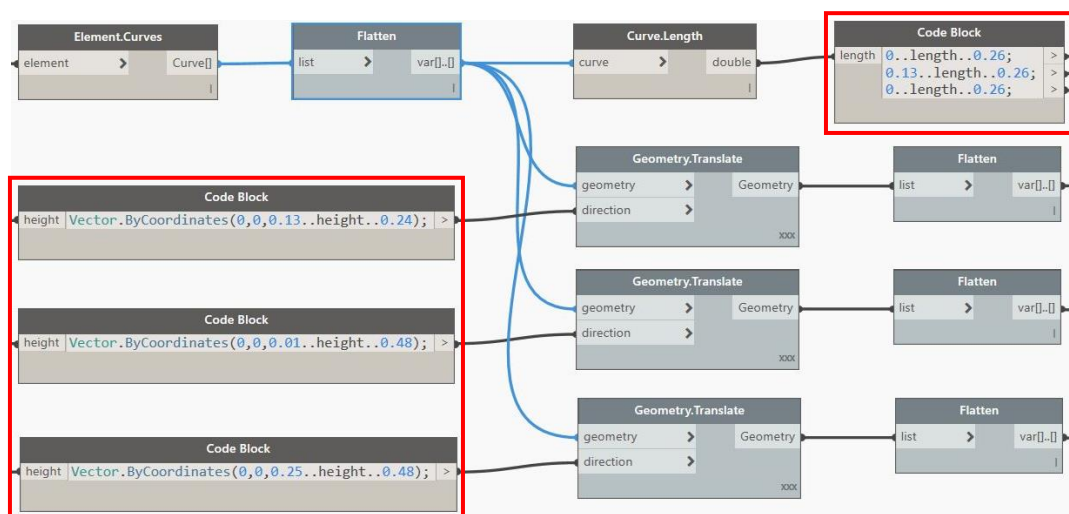 Element.Curves
element > Curve[]
l
Flatten
list > var[]..[]
l
Curve.Length
curve > double
l
Code Block
length 0..length..0.26; >
0.13..length..0.26; >
0..length..0.26; >
Code Block
height Vector.ByCoordinates(0,0,0.13..height..0.24); >
Geometry.Translate
geometry > Geometry
direction >
xxx
Flatten
list > var[]..[]
l
Code Block
height Vector.ByCoordinates(0,0,0.01..height..0.48); >
Geometry.Translate
geometry > Geometry
direction >
xxx
Flatten
list > var[]..[]
l
Code Block
height Vector.ByCoordinates(0,0,0.25..height..0.48); >
Geometry.Translate
geometry > Geometry
direction >
xxx
Flatten
list > var[]..[]
l